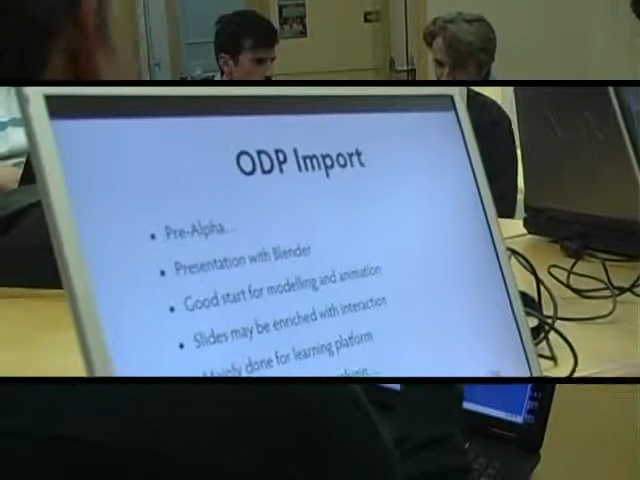 ODP Import
• Pre-Alpha...
• Presentation with Blender
• Good start for modelling and animation
• Slides may be enriched with interaction
Mainly done for learning platform